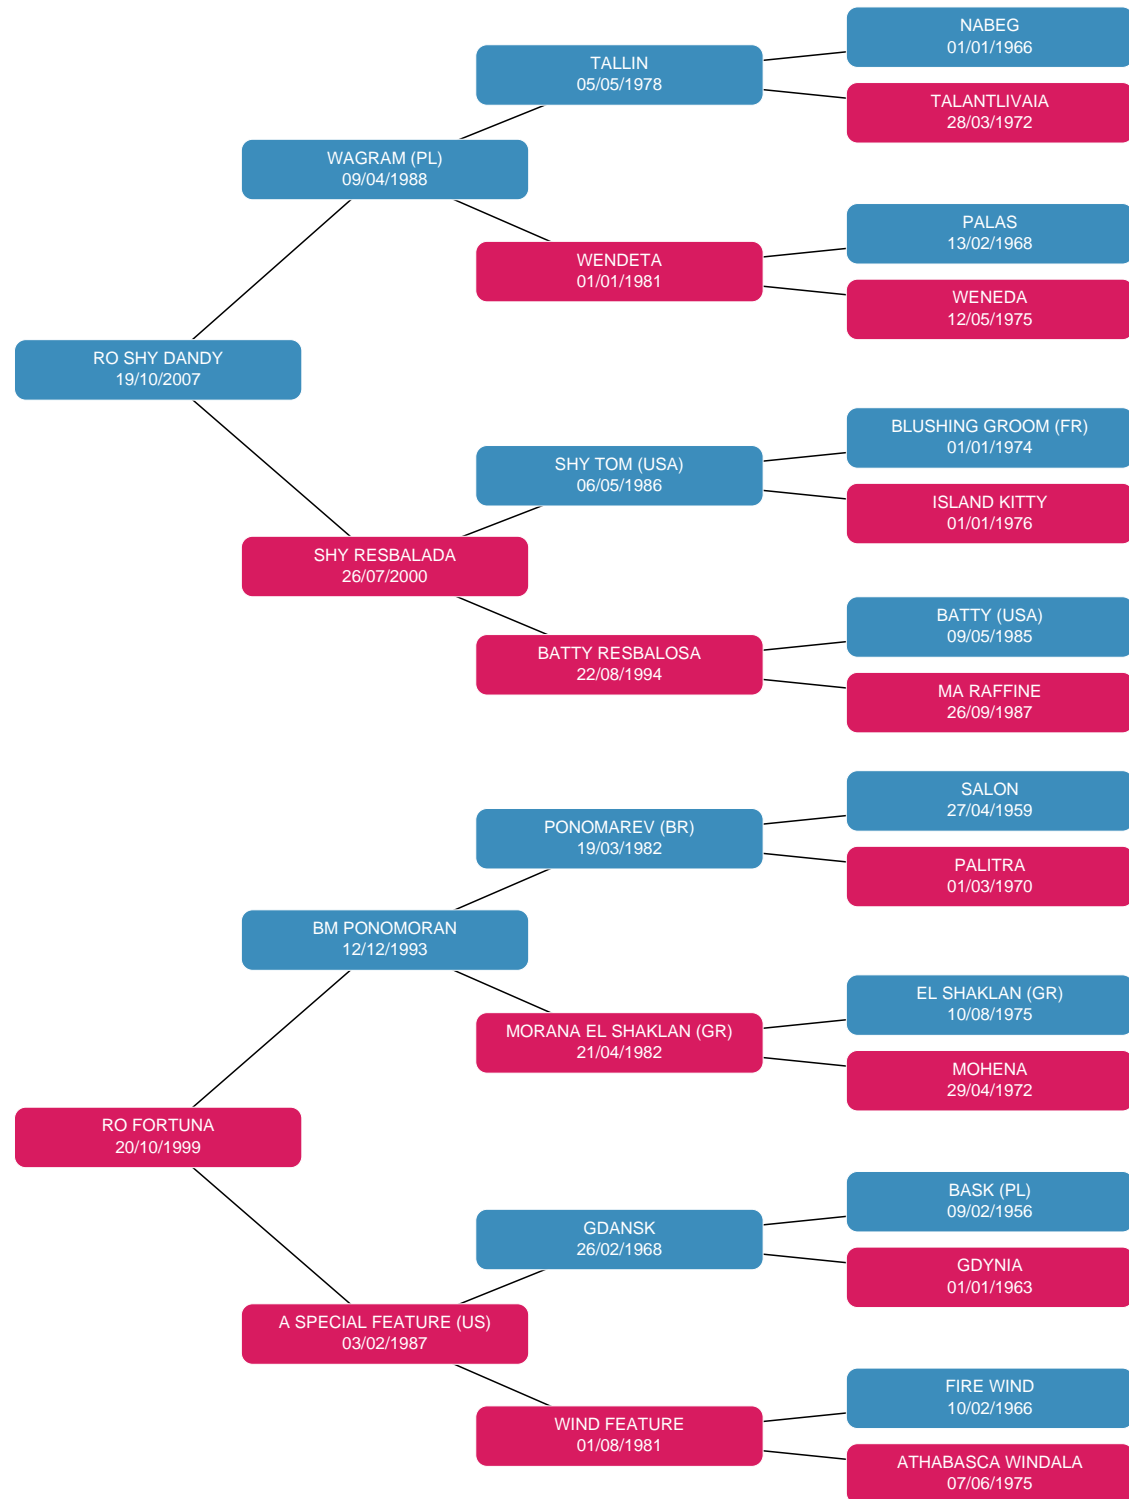 NABEG
01/01/1966
TALLIN
05/05/1978
TALANTLIVAIA
28/03/1972
WAGRAM (PL)
09/04/1988
PALAS
13/02/1968
WENDETA
01/01/1981
WENEDA
12/05/1975
RO SHY DANDY
19/10/2007
BLUSHING GROOM (FR)
01/01/1974
SHY TOM (USA)
06/05/1986
ISLAND KITTY
01/01/1976
SHY RESBALADA
26/07/2000
BATTY (USA)
09/05/1985
BATTY RESBALOSA
22/08/1994
MA RAFFINE
26/09/1987
SALON
27/04/1959
PONOMAREV (BR)
19/03/1982
PALITRA
01/03/1970
BM PONOMORAN
12/12/1993
EL SHAKLAN (GR)
10/08/1975
MORANA EL SHAKLAN (GR)
21/04/1982
MOHENA
29/04/1972
RO FORTUNA
20/10/1999
BASK (PL)
09/02/1956
GDANSK
26/02/1968
GDYNIA
01/01/1963
A SPECIAL FEATURE (US)
03/02/1987
FIRE WIND
10/02/1966
WIND FEATURE
01/08/1981
ATHABASCA WINDALA
07/06/1975